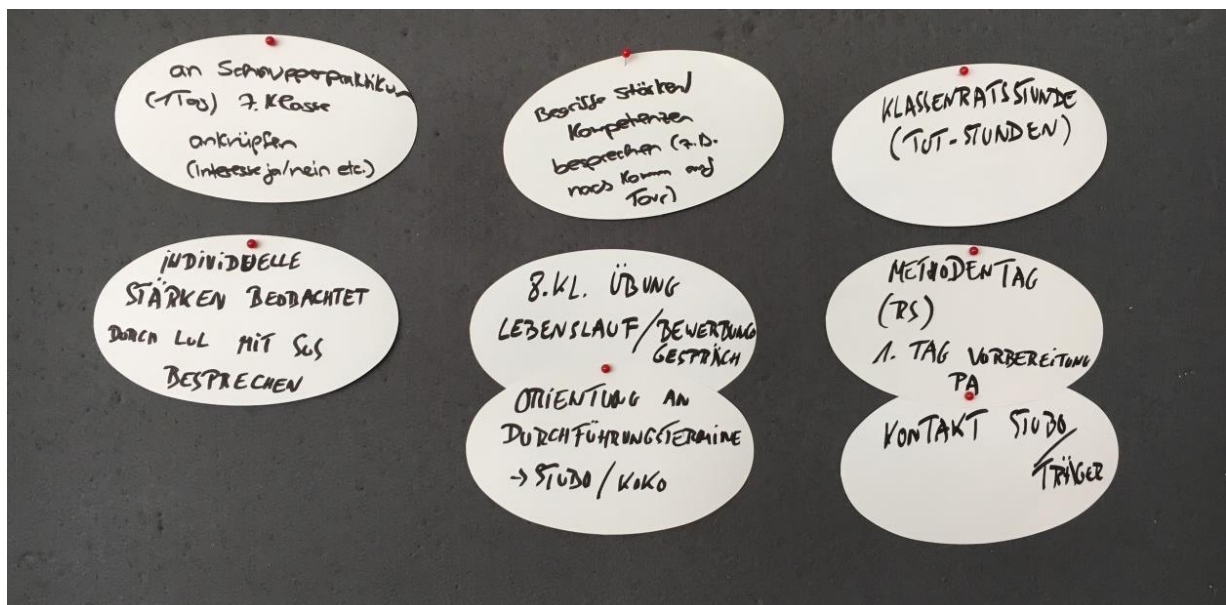 an Schnupperpraktikum
(1 Tag) 7. Klasse
anknüpfen
(Interesse ja/nein etc.)
Begriffe Stärken/
Kompetenzen
besprechen (z.B.
nach Komm auf
Tour)
KLASSENRATSSTUNDE
(TUT-STUNDEN)
INDIVIDUELLE
STÄRKEN BEOBACHTET
DURCH LUL MIT SUS
BESPRECHEN
8. KL. ÜBUNG
LEBENSLAUF/BEWERBUNG
GESPRÄCH
ORIENTUNG AN
DURCHFÜHRUNGSTERMINE
→ STUBO/KOKO
METHODENTAG
(RS)
1. TAG VORBEREITUNG
PA
KONTAKT STUBO/
TRÄGER